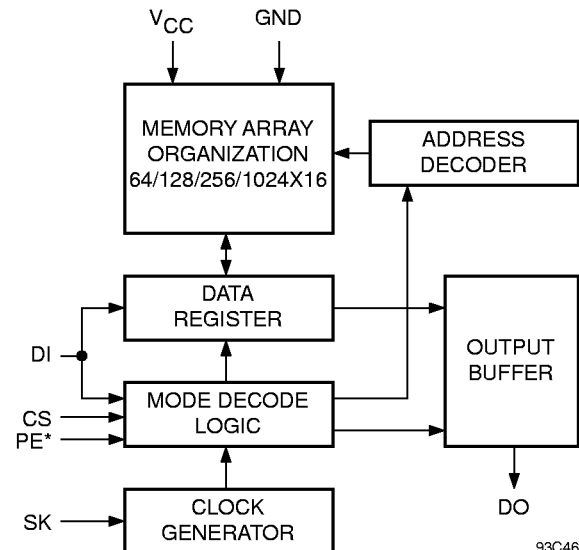 VCC
GND
MEMORY ARRAY
ORGANIZATION
64/128/256/1024X16
ADDRESS
DECODER
DATA
REGISTER
DI
OUTPUT
BUFFER
MODE DECODE
LOGIC
CS
PE*
CLOCK
GENERATOR
SK
DO
93C46